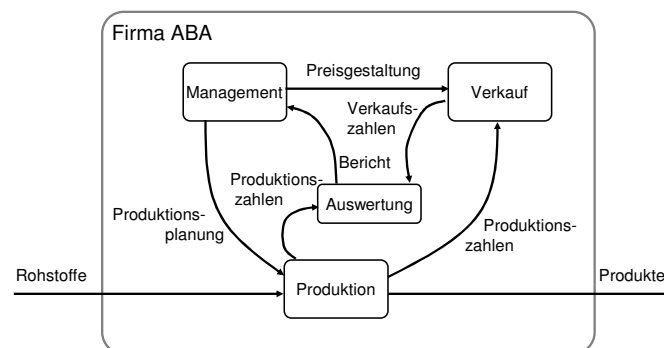 Firma ABA
Preisgestaltung
Management
Verkauf
Verkaufs-
zahlen
Bericht
Produktions-
zahlen
Auswertung
Produktions-
planung
Produktions-
zahlen
Rohstoffe
Produktion
Produkte